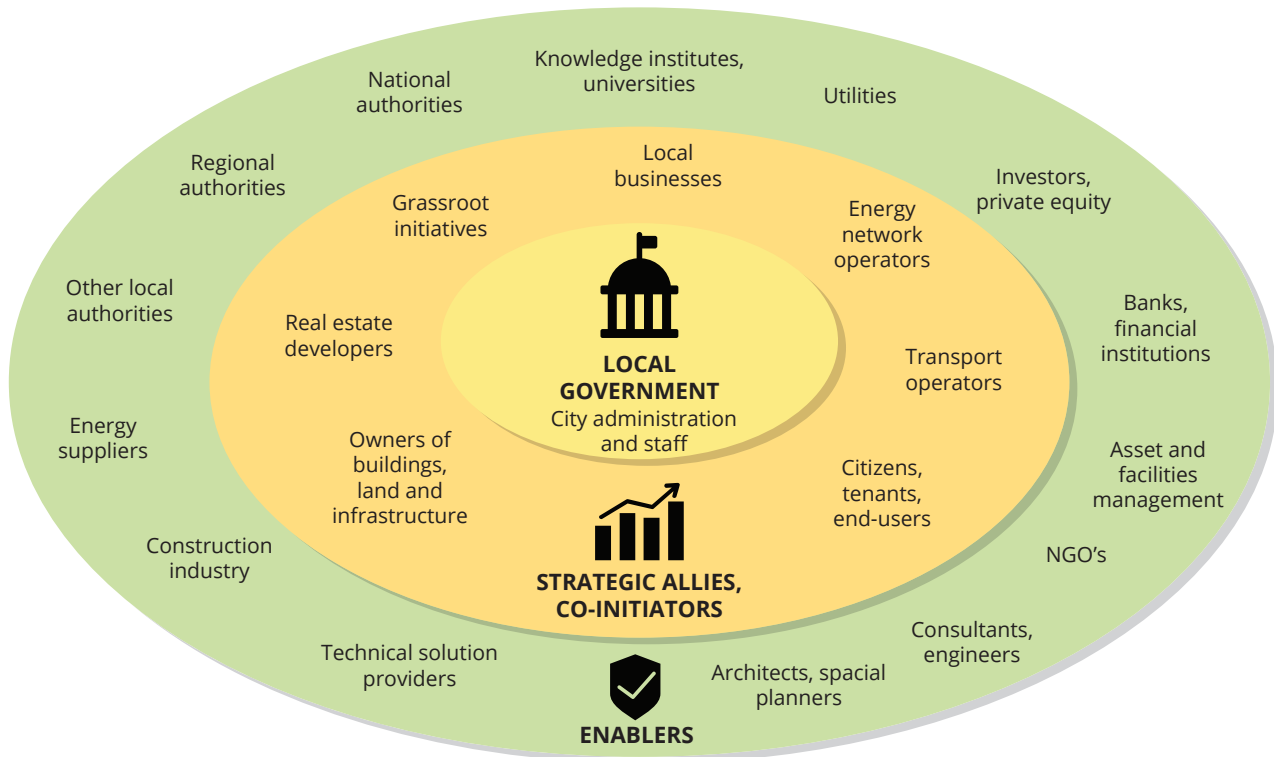 Knowledge institutes,
universities
National
authorities
Utilities
Regional
authorities
Investors,
private equity
Other local
authorities
Banks,
financial
institutions
Energy
suppliers
Asset and
facilities
management
Construction
industry
NGO’s
Technical solution
providers
Consultants,
engineers
Architects, spacial
planners
ENABLERS
Local
businesses
Grassroot
initiatives
Energy
network
operators
Real estate
developers
Transport
operators
Owners of
buildings,
land and
infrastructure
Citizens,
tenants,
end-users
STRATEGIC ALLIES,
CO-INITIATORS
LOCAL
GOVERNMENT
City administration
and staff